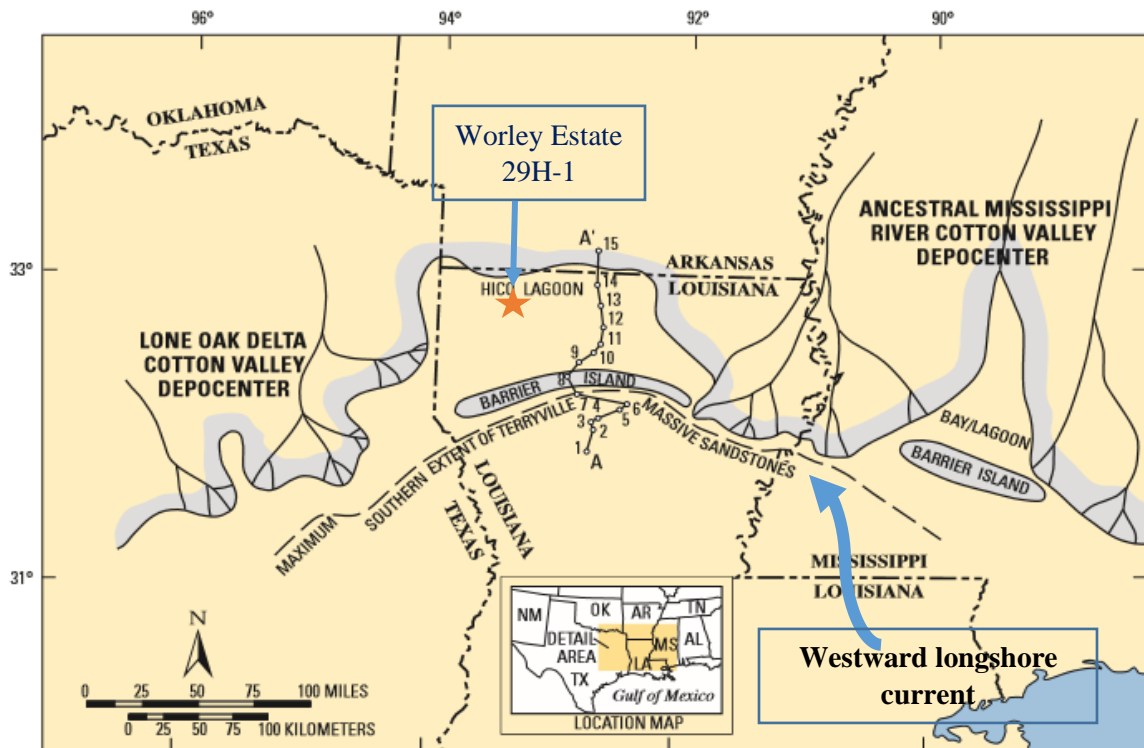 96°
94°
92°
90°
OKLAHOMA
TEXAS
Worley Estate
29H-1
ANCESTRAL MISSISSIPPI
RIVER COTTON VALLEY
DEPOCENTER
A'
15
33°
ARKANSAS
LOUISIANA
HICO LAGOON
14
13
12
11
10
9
8
LONE OAK DELTA
COTTON VALLEY
DEPOCENTER
BARRIER ISLAND
7
4
6
5
3
2
1
A
MAXIMUM SOUTHERN EXTENT OF TERRYVILLE MASSIVE SANDSTONES
BAY/LAGOON
BARRIER ISLAND
LOUISIANA
TEXAS
31°
MISSISSIPPI
LOUISIANA
N
0 25 50 75 100 MILES
0 25 50 75 100 KILOMETERS
NM
OK
AR
TN
DETAIL
AREA
MS
AL
TX
LA
Gulf of Mexico
LOCATION MAP
Westward longshore
current